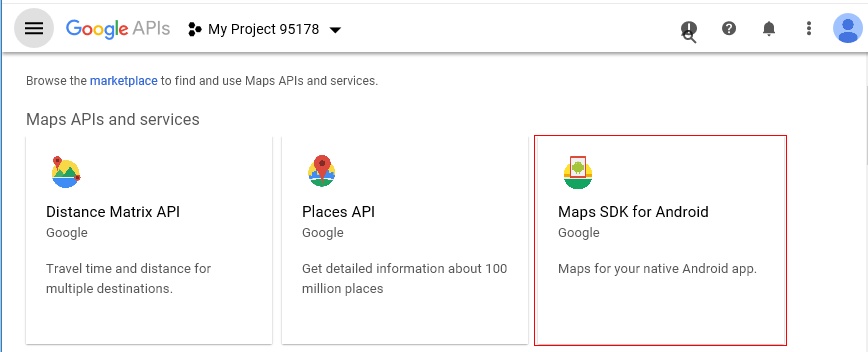 Google APIs My Project 95178
Browse the marketplace to find and use Maps APIs and services.
Maps APIs and services
Distance Matrix API
Google
Travel time and distance for
multiple destinations.
Places API
Google
Get detailed information about 100
million places
Maps SDK for Android
Google
Maps for your native Android app.